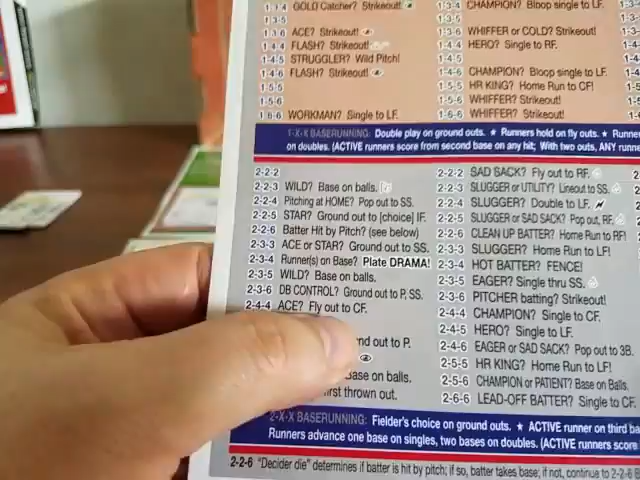 1-3-4 GOLD Catcher? Strikeout!
1-3-5
1-3-6 ACE? Strikeout!
1-4-4 FLASH? Strikeout!
1-4-5 STRUGGLER? Wild Pitch!
1-4-6 FLASH? Strikeout!
1-5-5
1-5-6
1-6-6 WORKMAN? Single to LF.
1-3-4 CHAMPION? Bloop single to LF.
1-3-5
1-3-6 WHIFFER or COLD? Strikeout!
1-4-4 HERO? Single to RF.
1-4-5
1-4-6 CHAMPION? Bloop single to LF.
1-5-5 HR KING? Home Run to CF!
1-5-6 WHIFFER? Strikeout!
1-6-6 WHIFFER? Strikeout!
1-X-X BASERUNNING: Double play on ground outs. ★ Runners hold on fly outs. ★
on doubles. (ACTIVE runners score from second base on any hit; With two outs, ANY
2-2-2
2-2-3 WILD? Base on balls.
2-2-4 Pitching at HOME? Pop out to SS.
2-2-5 STAR? Ground out to [choice] IF.
2-2-6 Batter Hit by Pitch? (see below)
2-3-3 ACE or STAR? Ground out to SS.
2-3-4 Runner(s) on Base? Plate DRAMA!
2-3-5 WILD? Base on balls.
2-3-6 DB CONTROL? Ground out to P, SS.
2-4-4 ACE? Fly out to CF.
out to P.
Base on balls.
thrown out.
2-2-2 SAD SACK? Fly out to RF.
2-2-3 SLUGGER or UTILITY? Lineout to SS.
2-2-4 SLUGGER? Double to LF.
2-2-5 SLUGGER or SAD SACK? Pop out, RF.
2-2-6 CLEAN UP BATTER? Home Run to RF!
2-3-3 SLUGGER? Home Run to LF!
2-3-4 HOT BATTER? FENCE!
2-3-5 EAGER? Single thru SS.
2-3-6 PITCHER batting? Strikeout!
2-4-4 CHAMPION? Single to CF.
2-4-5 HERO? Single to LF.
2-4-6 EAGER or SAD SACK? Pop out to 3B.
2-5-5 HR KING? Home Run to LF!
2-5-6 CHAMPION or PATIENT? Base on Balls.
2-6-6 LEAD-OFF BATTER? Single to CF.
2-X-X BASERUNNING: Fielder's choice on ground outs. ★ ACTIVE runner on third
Runners advance one base on singles, two bases on doubles. (ACTIVE runners score
2-2-6 "Decider die" determines if batter is hit by pitch; if so, batter takes base; if not, continue to 2-2-6